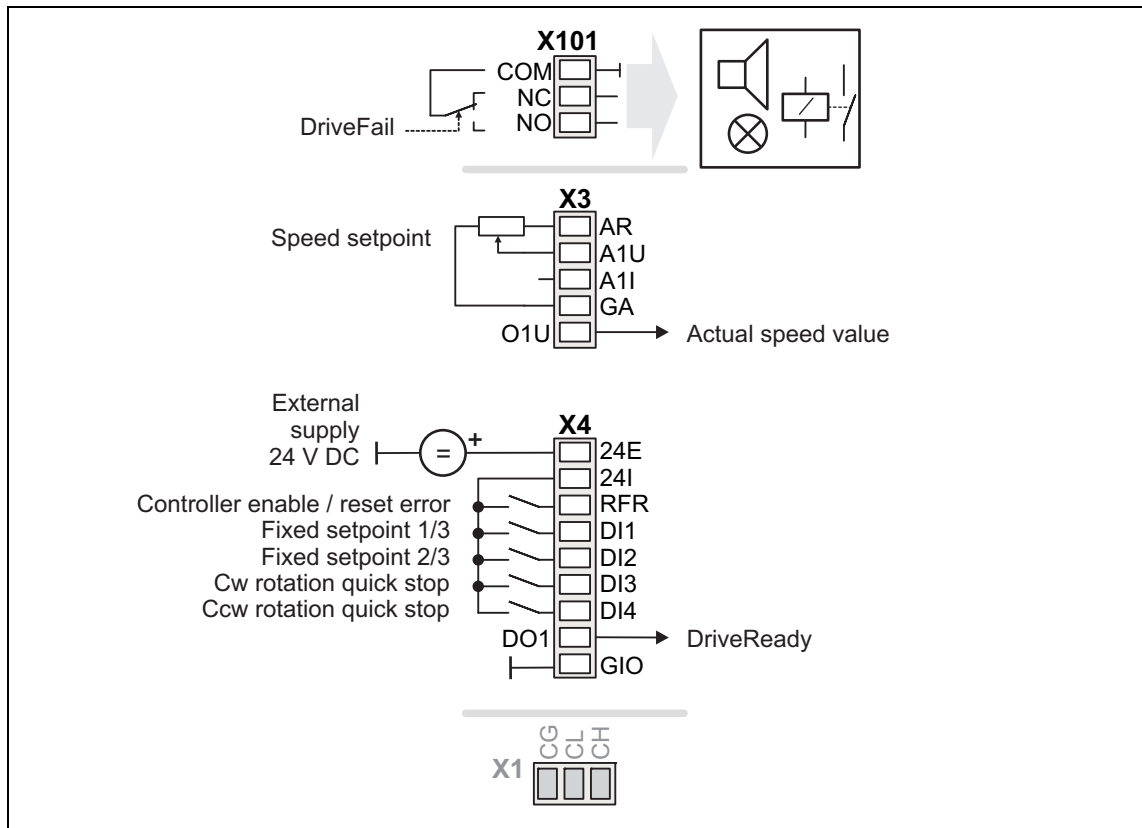 X101
COM
NC
DriveFail
NO
X3
Speed setpoint
AR
A1U
A1I
GA
O1U
Actual speed value
External
supply
24 V DC
=
+
X4
24E
24I
Controller enable / reset error
RFR
Fixed setpoint 1/3
DI1
Fixed setpoint 2/3
DI2
Cw rotation quick stop
DI3
Ccw rotation quick stop
DI4
DO1
DriveReady
GIO
CG
CL
CH
X1